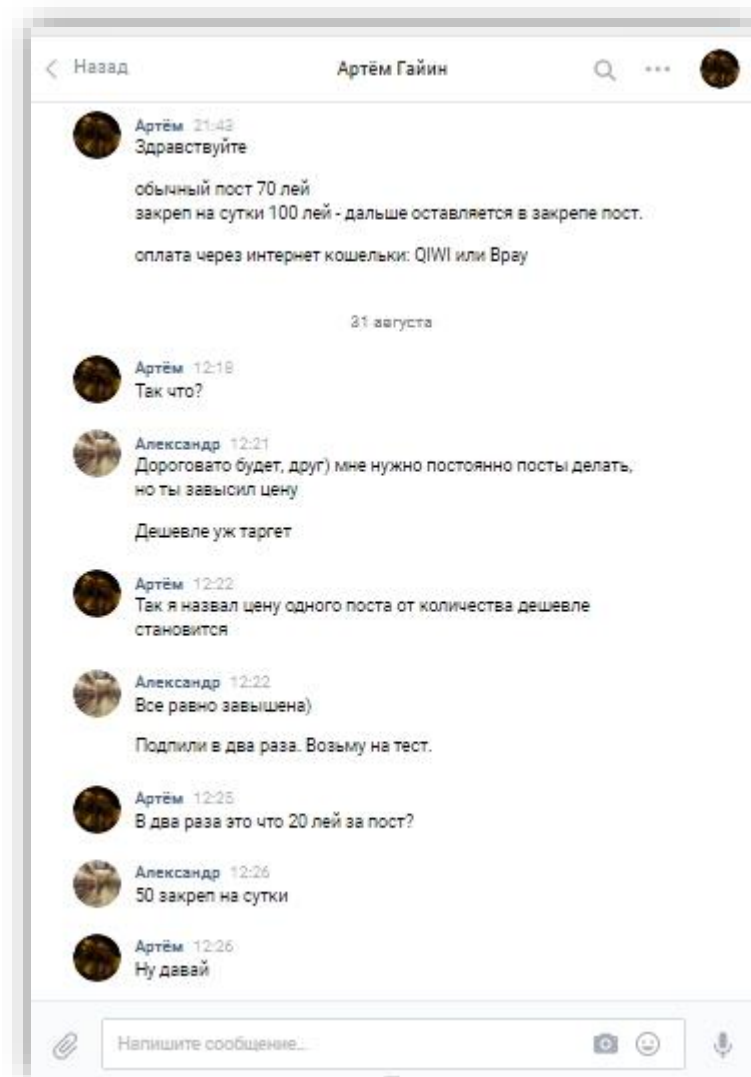 Назад
Артём Гайин
Артём 21:43
Здравствуйте
обычный пост 70 лей
закреп на сутки 100 лей - дальше оставляется в закрепе пост.
оплата через интернет кошельки: QIWI или Bpay
31 августа
Артём 12:18
Так что?
Александр 12:21
Дороговато будет, друг) мне нужно постоянно посты делать,
но ты завысил цену
Дешевле уж таргет
Артём 12:22
Так я назвал цену одного поста от количества дешевле
становится
Александр 12:22
Все равно завышена)
Подпили в два раза. Возьму на тест.
Артём 12:25
В два раза это что 20 лей за пост?
Александр 12:26
50 закреп на сутки
Артём 12:26
Ну давай
Напишите сообщение...